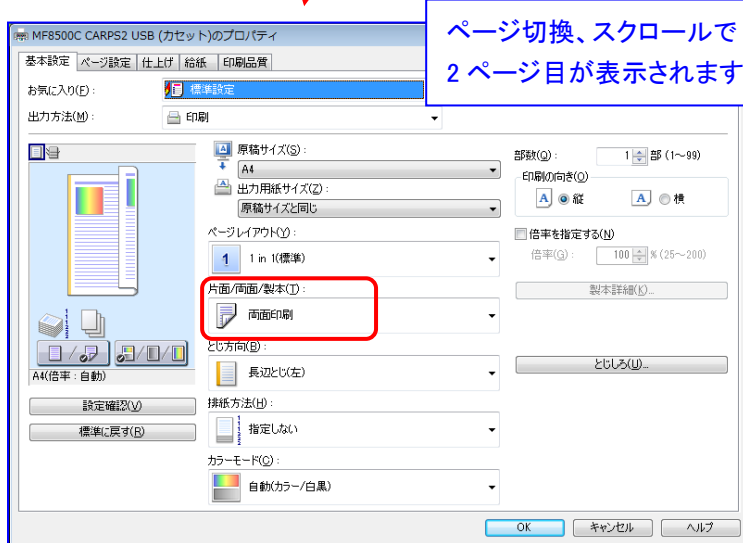 ページ切換、スクロールで
2 ページ目が表示されます
MF8500C CARPS2 USB (カセット)のプロパティ
基本設定 ページ設定 仕上げ 給紙 印刷品質
お気に入り(F): 標準設定
出力方法(M): 印刷
原稿サイズ(S):
A4
出力用紙サイズ(Z):
原稿サイズと同じ
ページレイアウト(Y):
1 1 in 1(標準)
片面/両面/製本(T):
両面印刷
とじ方向(B):
長辺とじ(左)
排紙方法(H):
指定しない
カラーモード(C):
自動(カラー/白黒)
A4(倍率:自動)
設定確認(V)
標準に戻す(R)
部数(Q): 1 部 (1～99)
印刷の向き(O)
A 縦 A 横
倍率を指定する(N)
倍率(G): 100 % (25～200)
製本詳細(K)...
とじしろ(U)...
OK キャンセル ヘルプ